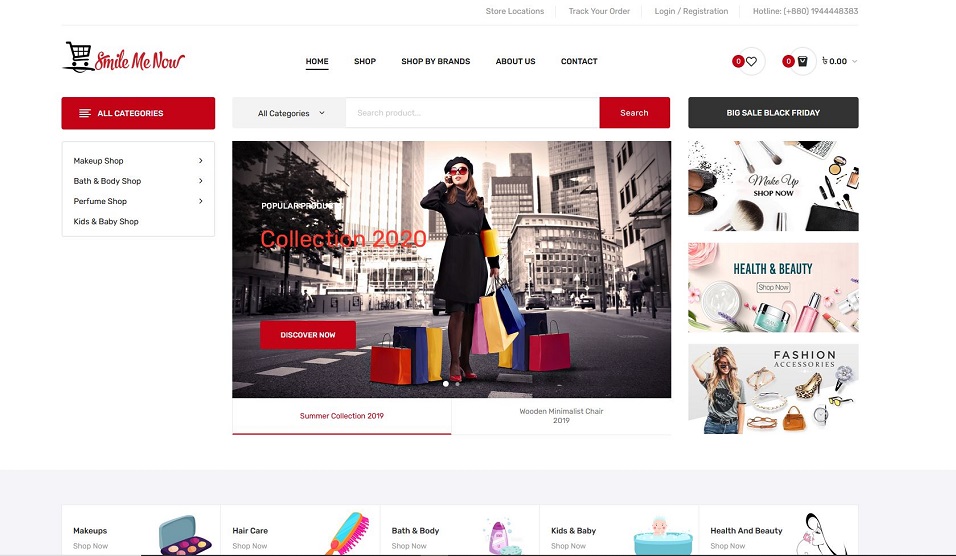 Store Locations
Track Your Order
Login / Registration
Hotline: (+880) 1944448383
Smile Me Now
HOME
SHOP
SHOP BY BRANDS
ABOUT US
CONTACT
0
0
৳ 0.00
ALL CATEGORIES
All Categories
Search product...
Search
BIG SALE BLACK FRIDAY
Makeup Shop
Bath & Body Shop
Perfume Shop
Kids & Baby Shop
POPULAR PRODUCTS
Collection 2020
DISCOVER NOW
Summer Collection 2019
Wooden Minimalist Chair
2019
Make Up
SHOP NOW
HEALTH & BEAUTY
Shop Now
FASHION
ACCESSORIES
Makeups
Shop Now
Hair Care
Shop Now
Bath & Body
Shop Now
Kids & Baby
Shop Now
Health And Beauty
Shop Now